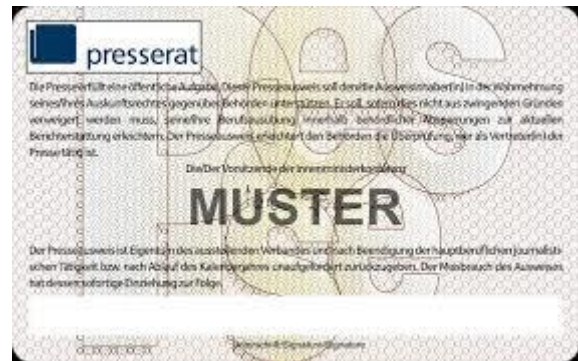 presserat
Die Presse erfüllt eine öffentliche Aufgabe. Dieser Presseausweis soll den/die Ausweisinhaber(in) in der Wahrnehmung
seines/ihres Auskunftsrechtes gegenüber Behörden unterstützen. Er soll, sofern dies nicht aus zwingenden Gründen
verweigert werden muss, seine/ihre Berufsausübung innerhalb behördlicher Absperrungen zur aktuellen
Berichterstattung erleichtern. Der Presseausweis erleichtert den Behörden die Überprüfung, wer als Vertreter(in) der
Presse tätig ist.
Die/Der Vorsitzende der Innenministerkonferenz
MUSTER
Der Presseausweis ist Eigentum des ausstellenden Verbandes und nach Beendigung der hauptberuflichen journalisti-
schen Tätigkeit bzw. nach Ablauf des Kalenderjahres unaufgefordert zurückzugeben. Der Missbrauch des Ausweises
hat dessen sofortige Einziehung zur Folge.
Unterschrift/Signature/Signature